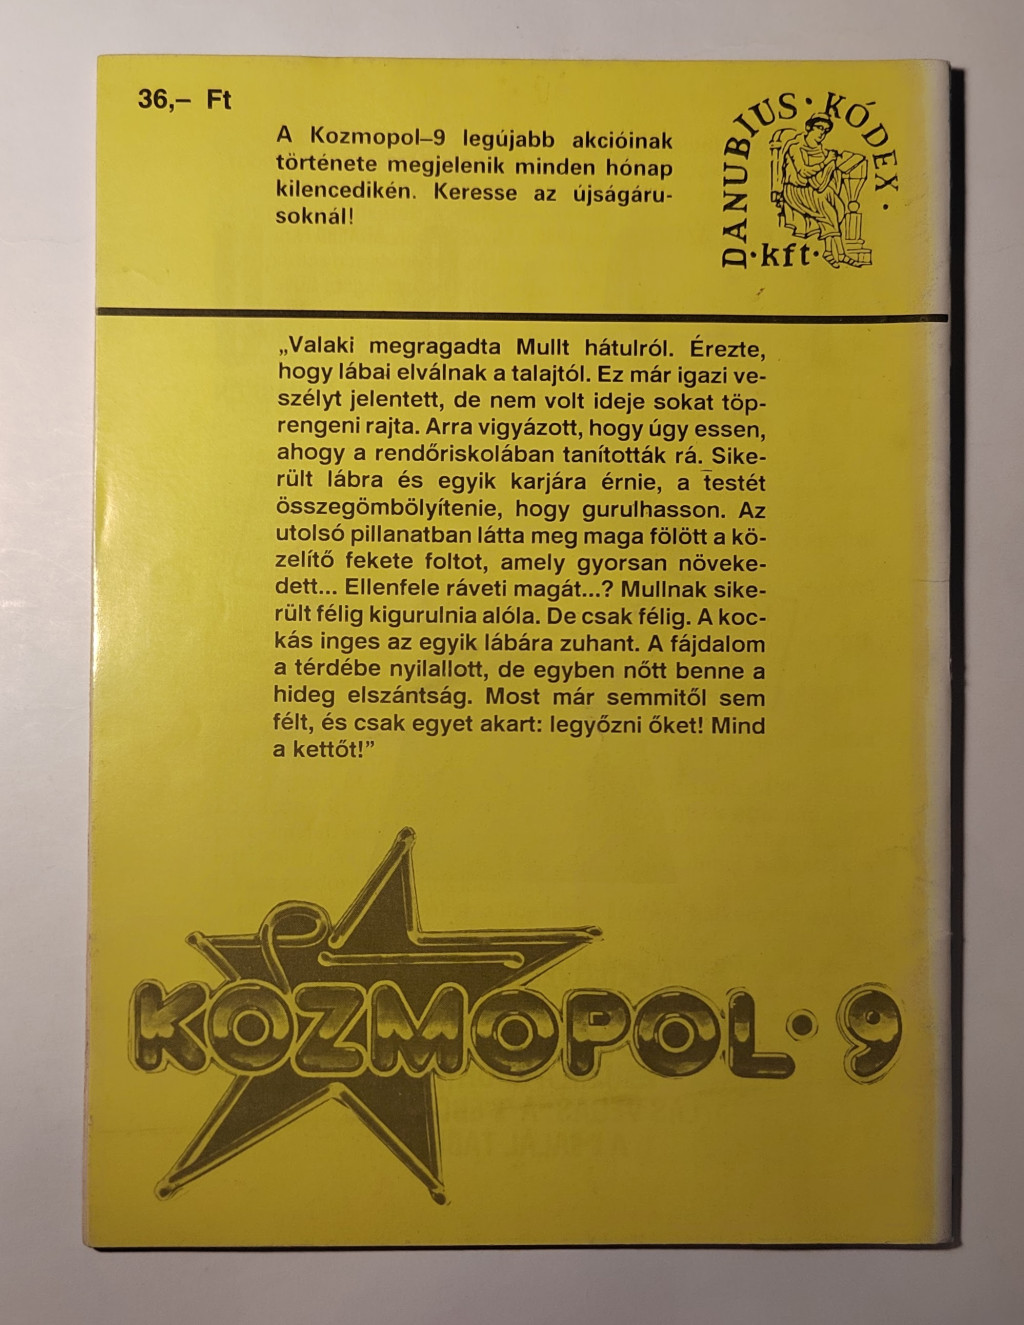 36,– Ft
A Kozmopol–9 legújabb akcióinak
története megjelenik minden hónap
kilencedikén. Keresse az újságáru-
soknál!
DANUBIUS · KÓDEX ·
·kft·
„Valaki megragadta Mullt hátulról. Érezte,
hogy lábai elválnak a talajtól. Ez már igazi ve-
szélyt jelentett, de nem volt ideje sokat töp-
rengeni rajta. Arra vigyázott, hogy úgy essen,
ahogy a rendőriskolában tanították rá. Sike-
rült lábra és egyik karjára érnie, a testét
összegömbölyítenie, hogy gurulhasson. Az
utolsó pillanatban látta meg maga fölött a kö-
zelítő fekete foltot, amely gyorsan növeke-
dett... Ellenfele ráveti magát...? Mullnak sike-
rült félig kigurulnia alóla. De csak félig. A koc-
kás inges az egyik lábára zuhant. A fájdalom
a térdébe nyilallott, de egyben nőtt benne a
hideg elszántság. Most már semmitől sem
félt, és csak egyet akart: legyőzni őket! Mind
a kettőt!”
KOZMOPOL · 9